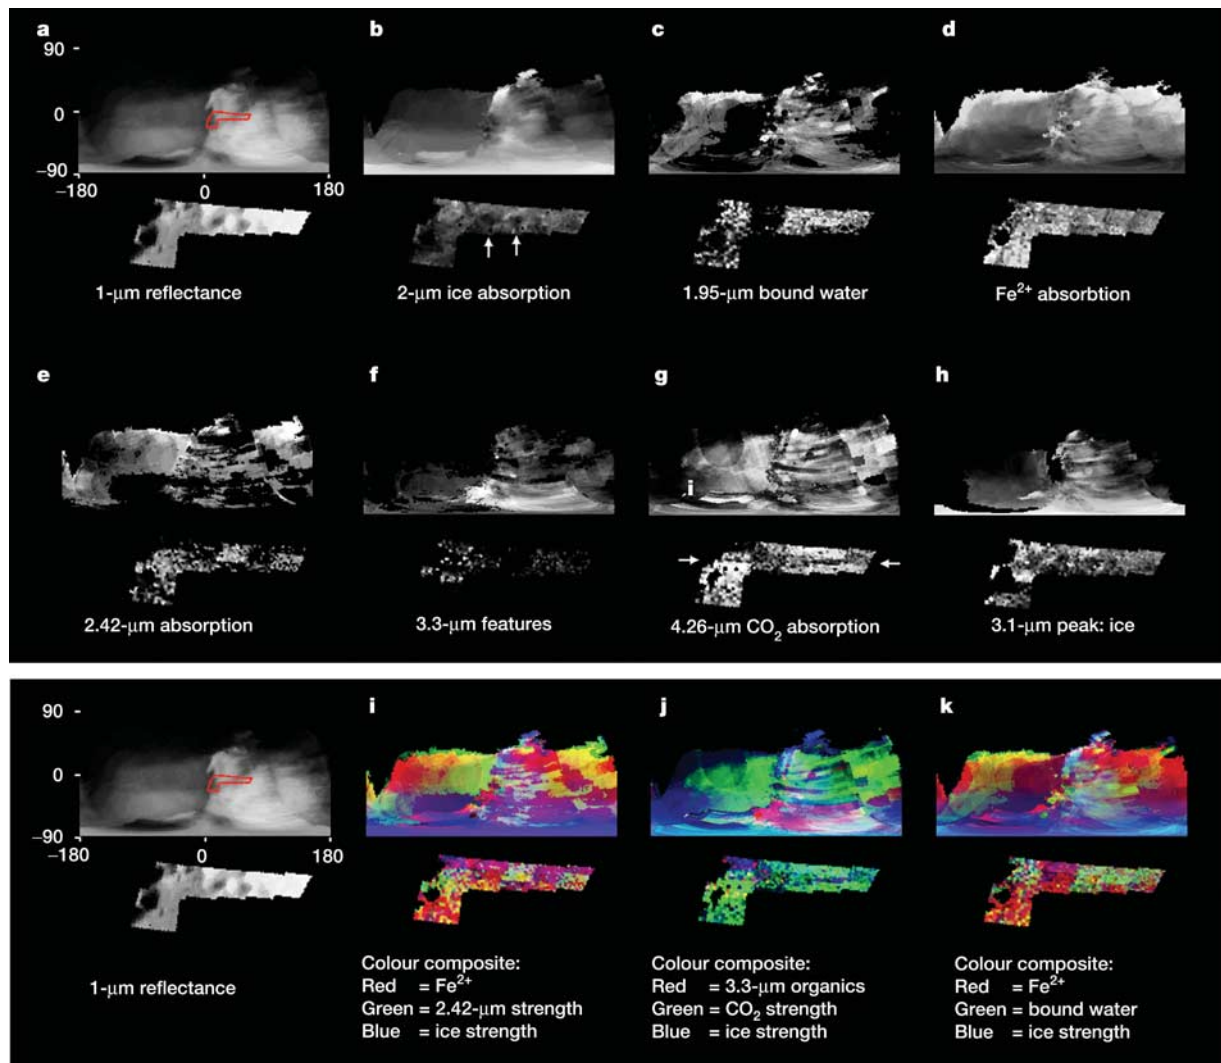 a b c d
90
0
−90
−180 0 180
1-μm reflectance 2-μm ice absorption 1.95-μm bound water Fe2+ absorbtion
e f g h
i
2.42-μm absorption 3.3-μm features 4.26-μm CO2 absorption 3.1-μm peak: ice
90 i j k
0
−90
−180 0 180
1-μm reflectance
Colour composite:
Red = Fe2+
Green = 2.42-μm strength
Blue = ice strength
Colour composite:
Red = 3.3-μm organics
Green = CO2 strength
Blue = ice strength
Colour composite:
Red = Fe2+
Green = bound water
Blue = ice strength